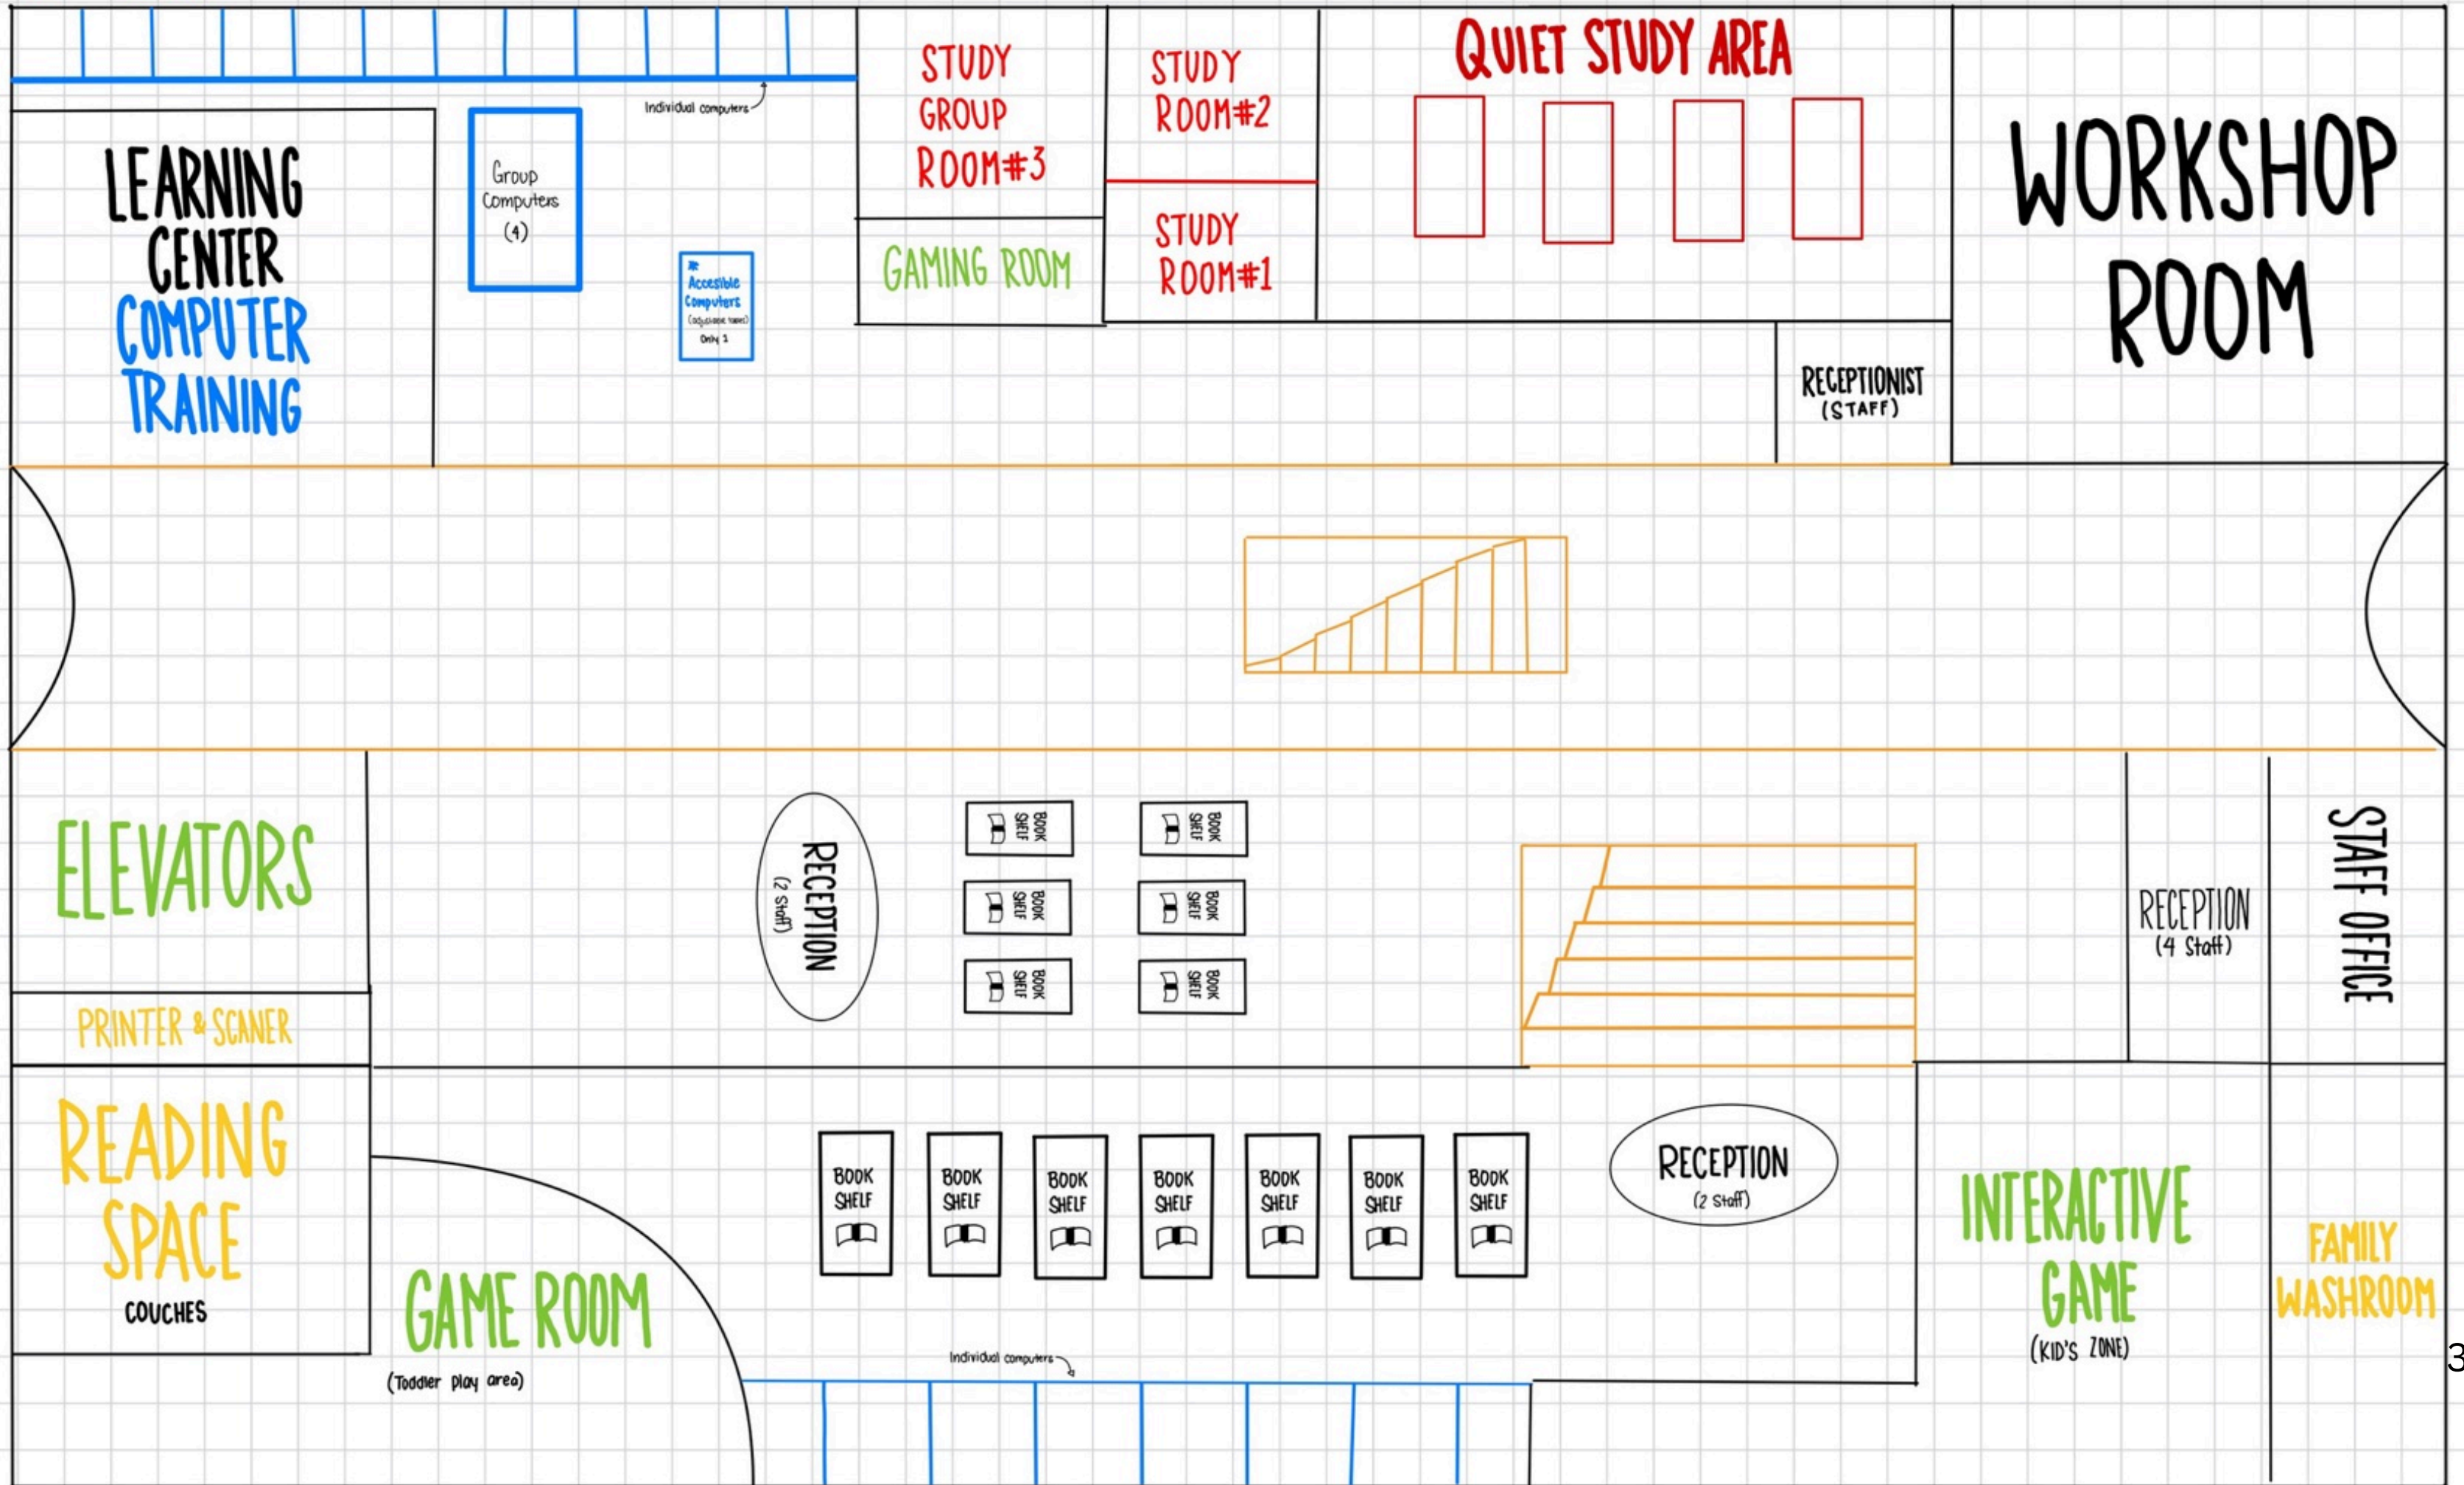 Individual computers
LEARNING
CENTER
COMPUTER
TRAINING
Group
Computers
(4)
Accesible
Computers
(adjustable tables)
Only 1
STUDY
GROUP
ROOM#3
GAMING ROOM
STUDY
ROOM#2
STUDY
ROOM#1
QUIET STUDY AREA
RECEPTIONIST
(STAFF)
WORKSHOP
ROOM
ELEVATORS
PRINTER & SCANER
READING
SPACE
COUCHES
RECEPTION
(2 Staff)
BOOK
SHELF
BOOK
SHELF
BOOK
SHELF
BOOK
SHELF
BOOK
SHELF
BOOK
SHELF
RECEPTION
(4 Staff)
STAFF OFFICE
GAME ROOM
(Toddler play area)
BOOK
SHELF
BOOK
SHELF
BOOK
SHELF
BOOK
SHELF
BOOK
SHELF
BOOK
SHELF
BOOK
SHELF
Individual computers
RECEPTION
(2 Staff)
INTERACTIVE
GAME
(KID'S ZONE)
FAMILY
WASHROOM
3